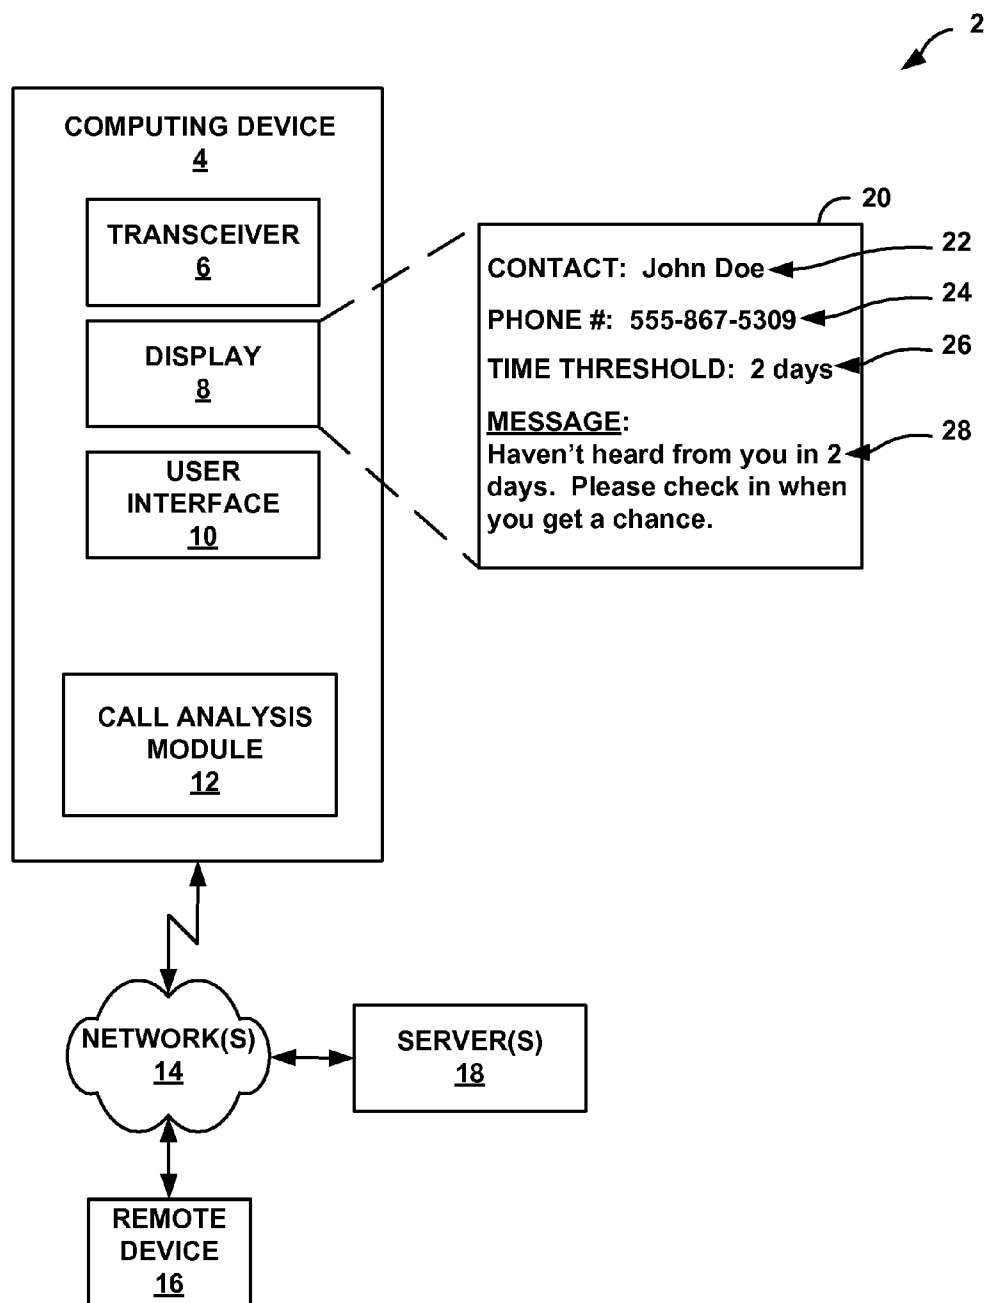 2
COMPUTING DEVICE
4
TRANSCEIVER
6
DISPLAY
8
USER
INTERFACE
10
CALL ANALYSIS
MODULE
12
20
CONTACT: John Doe
22
PHONE #: 555-867-5309
24
TIME THRESHOLD: 2 days
26
MESSAGE:
Haven't heard from you in 2
days. Please check in when
you get a chance.
28
NETWORK(S)
14
SERVER(S)
18
REMOTE
DEVICE
16